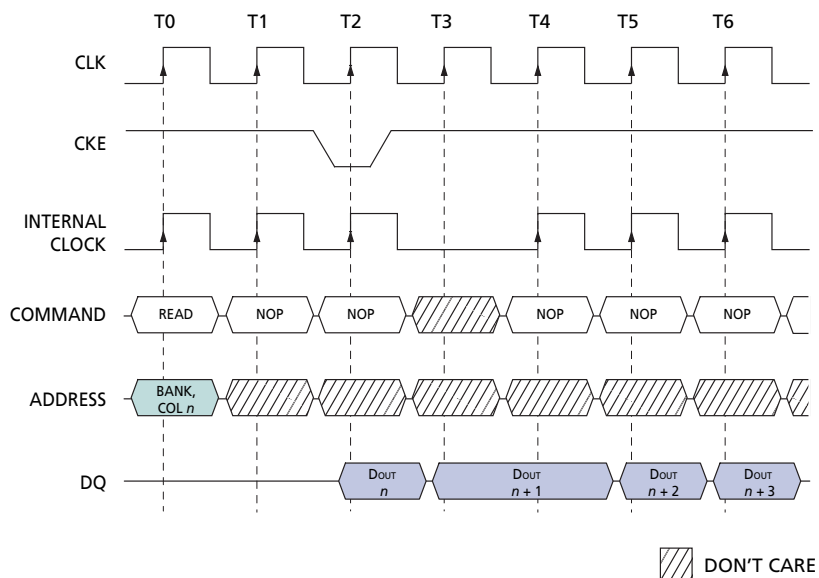 T0 T1 T2 T3 T4 T5 T6
CLK
CKE
INTERNAL
CLOCK
COMMAND READ NOP NOP NOP NOP NOP
ADDRESS
BANK,
COL n
DQ
DOUT DOUT DOUT DOUT
n n + 1 n + 2 n + 3
DON'T CARE